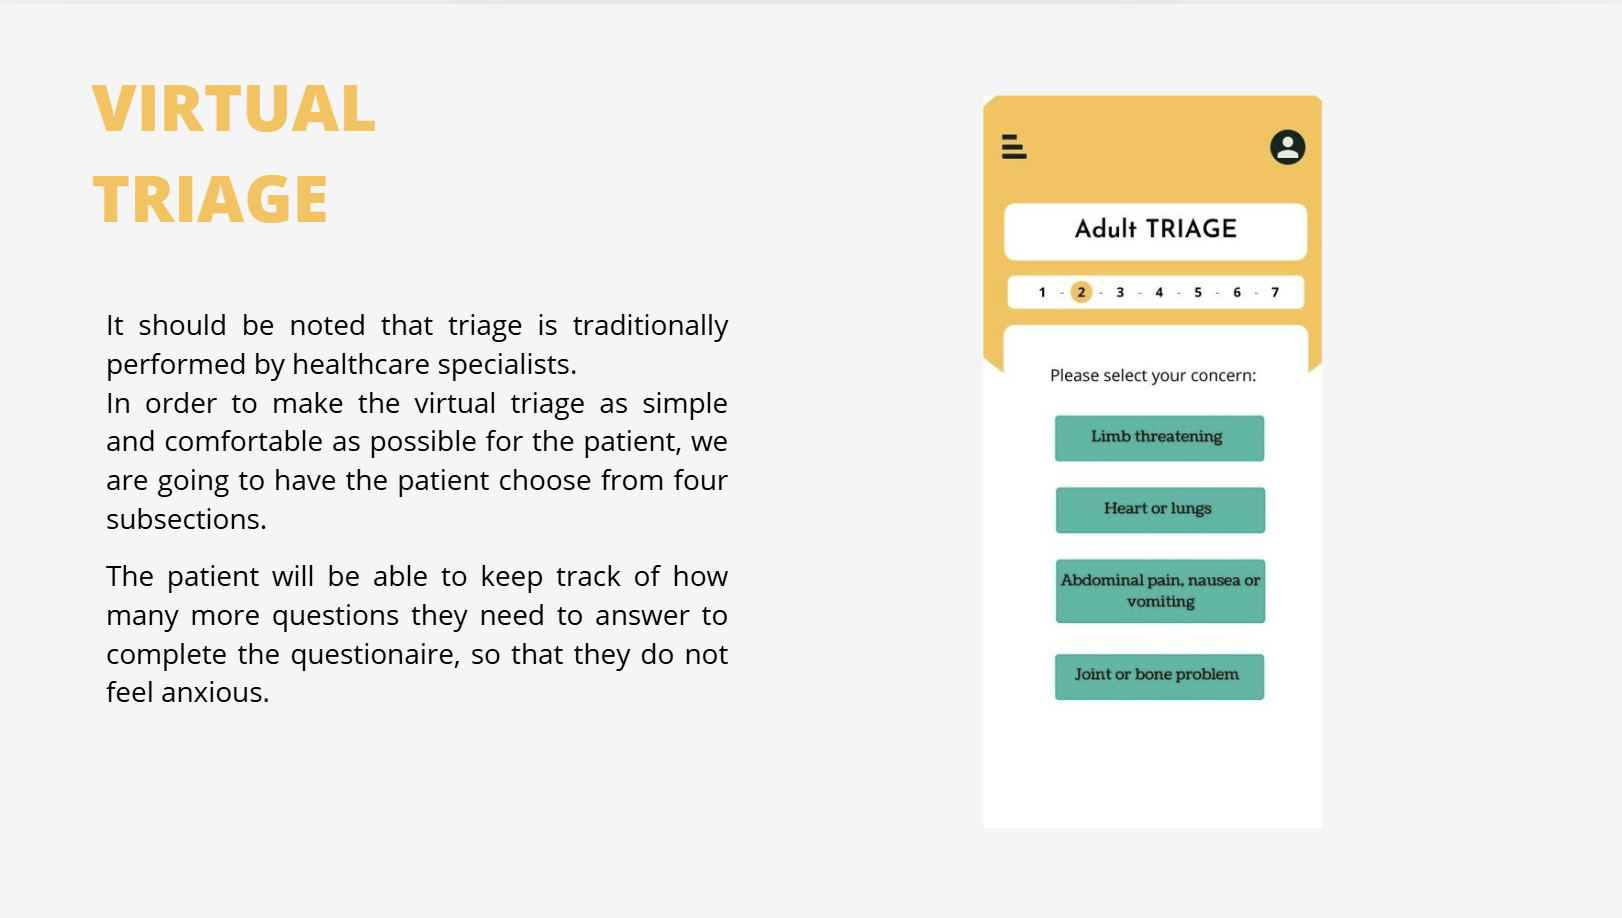 VIRTUAL
TRIAGE
It should be noted that triage is traditionally
performed by healthcare specialists.
In order to make the virtual triage as simple
and comfortable as possible for the patient, we
are going to have the patient choose from four
subsections.
The patient will be able to keep track of how
many more questions they need to answer to
complete the questionaire, so that they do not
feel anxious.
Adult TRIAGE
1 - 2 - 3 - 4 - 5 - 6 - 7
Please select your concern:
Limb threatening
Heart or lungs
Abdominal pain, nausea or
vomiting
Joint or bone problem